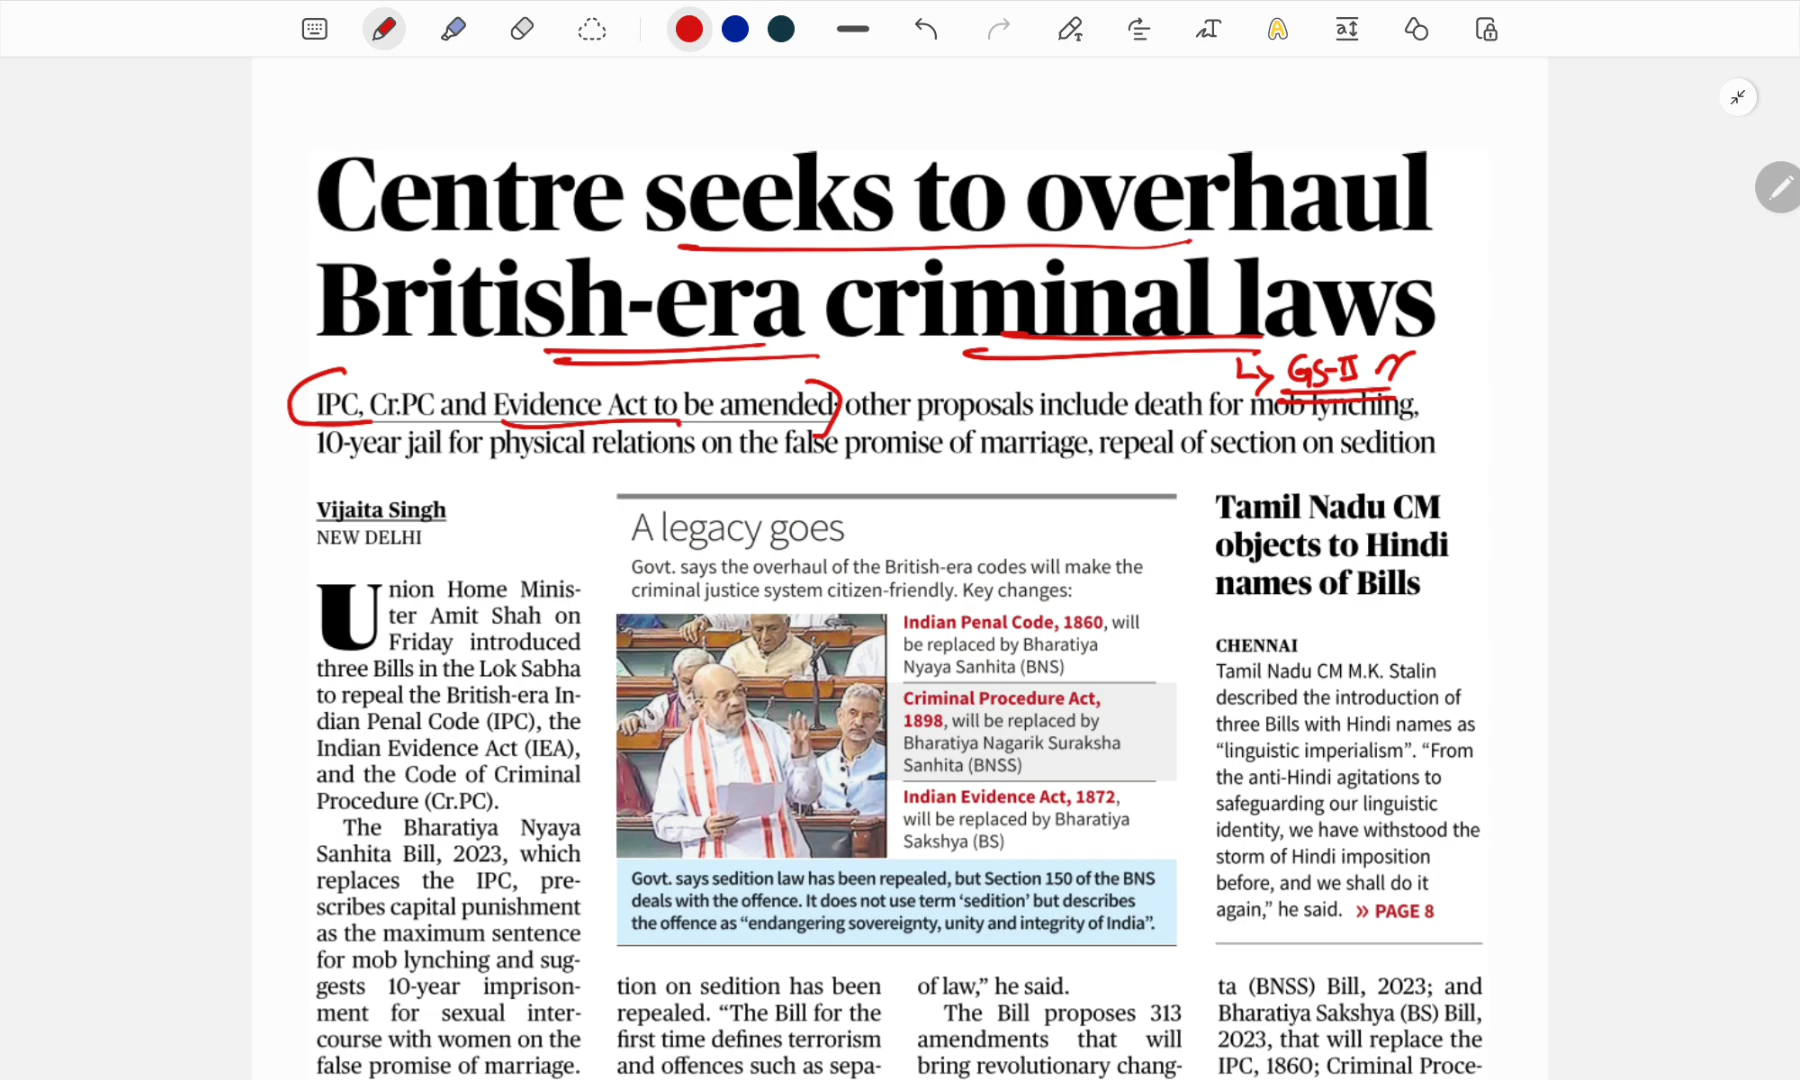 Centre seeks to overhaul
British-era criminal laws
GS-II
IPC, Cr.PC and Evidence Act to be amended; other proposals include death for mob lynching,
10-year jail for physical relations on the false promise of marriage, repeal of section on sedition
Vijaita Singh
NEW DELHI
Union Home Minis-
ter Amit Shah on
Friday introduced
three Bills in the Lok Sabha
to repeal the British-era In-
dian Penal Code (IPC), the
Indian Evidence Act (IEA),
and the Code of Criminal
Procedure (Cr.PC).
The Bharatiya Nyaya
Sanhita Bill, 2023, which
replaces the IPC, pre-
scribes capital punishment
as the maximum sentence
for mob lynching and sug-
gests 10-year imprison-
ment for sexual inter-
course with women on the
false promise of marriage.
A legacy goes
Govt. says the overhaul of the British-era codes will make the
criminal justice system citizen-friendly. Key changes:
Indian Penal Code, 1860, will
be replaced by Bharatiya
Nyaya Sanhita (BNS)
Criminal Procedure Act,
1898, will be replaced by
Bharatiya Nagarik Suraksha
Sanhita (BNSS)
Indian Evidence Act, 1872,
will be replaced by Bharatiya
Sakshya (BS)
Govt. says sedition law has been repealed, but Section 150 of the BNS
deals with the offence. It does not use term ‘sedition’ but describes
the offence as “endangering sovereignty, unity and integrity of India”.
tion on sedition has been
repealed. “The Bill for the
first time defines terrorism
and offences such as sepa-
of law,” he said.
The Bill proposes 313
amendments that will
bring revolutionary chang-
Tamil Nadu CM
objects to Hindi
names of Bills
CHENNAI
Tamil Nadu CM M.K. Stalin
described the introduction of
three Bills with Hindi names as
“linguistic imperialism”. “From
the anti-Hindi agitations to
safeguarding our linguistic
identity, we have withstood the
storm of Hindi imposition
before, and we shall do it
again,” he said. » PAGE 8
ta (BNSS) Bill, 2023; and
Bharatiya Sakshya (BS) Bill,
2023, that will replace the
IPC, 1860; Criminal Proce-